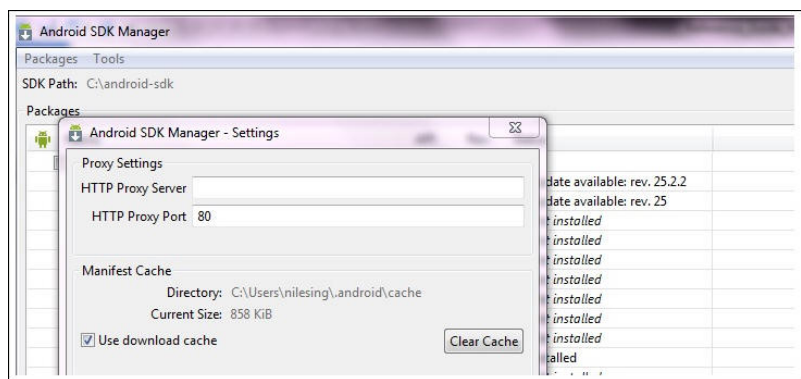 Android SDK Manager
Packages Tools
SDK Path: C:\android-sdk
Packages
Android SDK Manager - Settings
Proxy Settings
HTTP Proxy Server
HTTP Proxy Port 80
Manifest Cache
Directory: C:\Users\nilesing\.android\cache
Current Size: 858 KiB
Use download cache
Clear Cache
date available: rev. 25.2.2
date available: rev. 25
t installed
t installed
t installed
t installed
t installed
t installed
t installed
talled